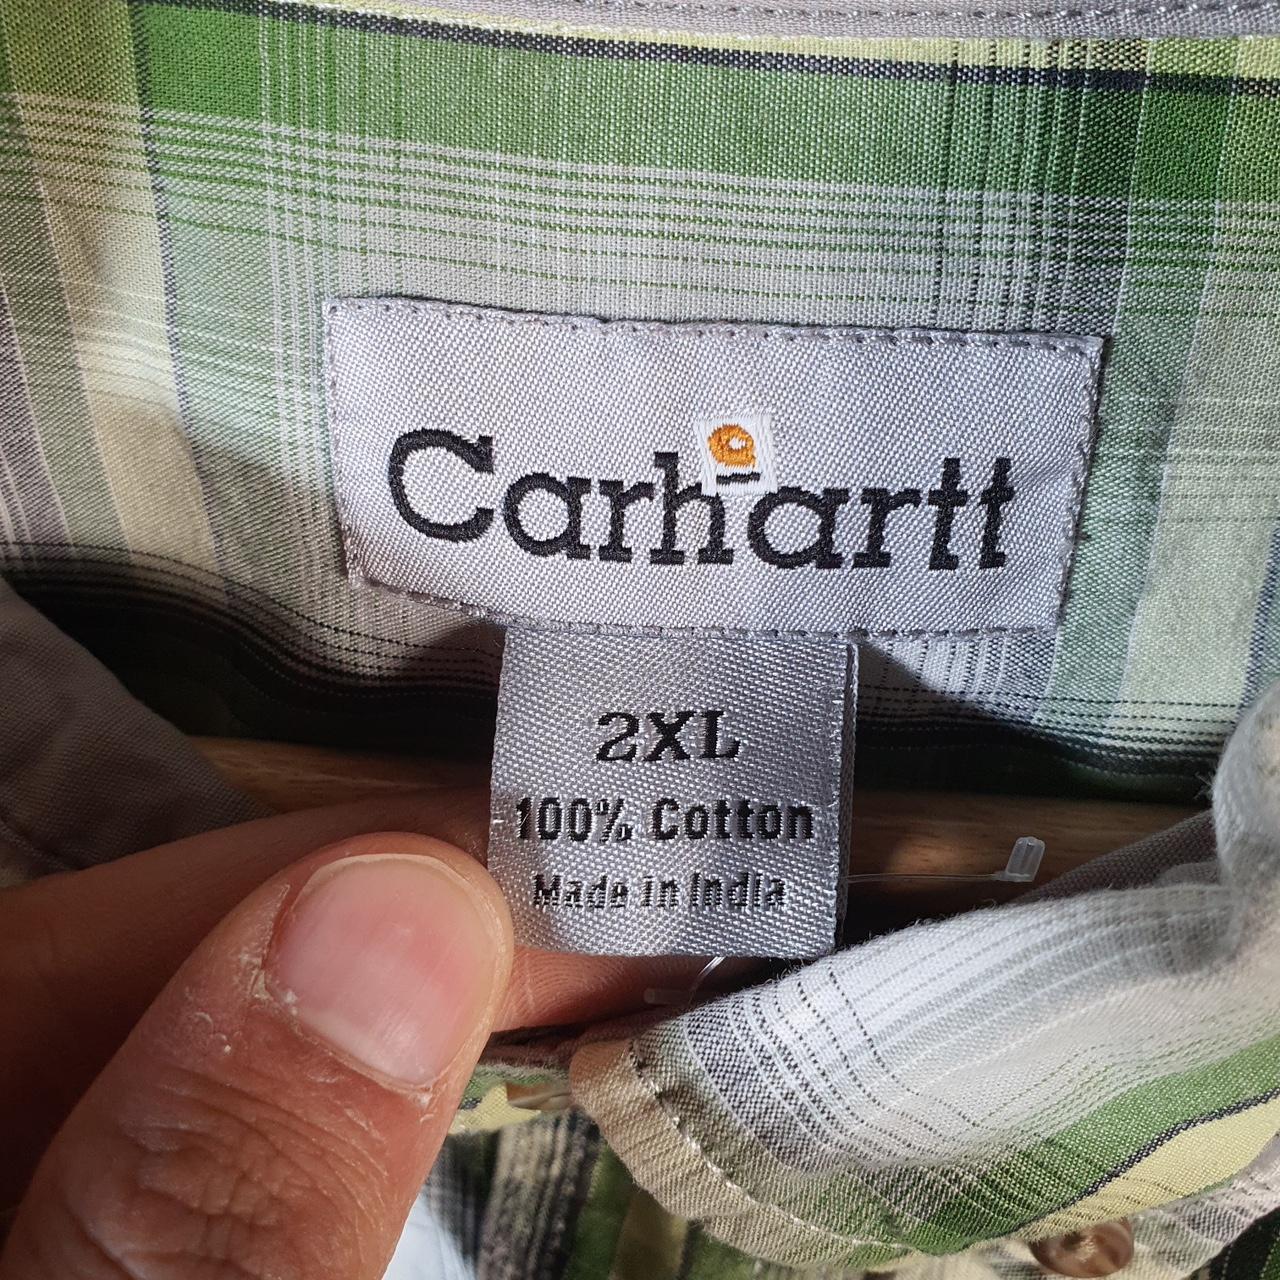 Carhartt
2XL
100% Cotton
Made in India